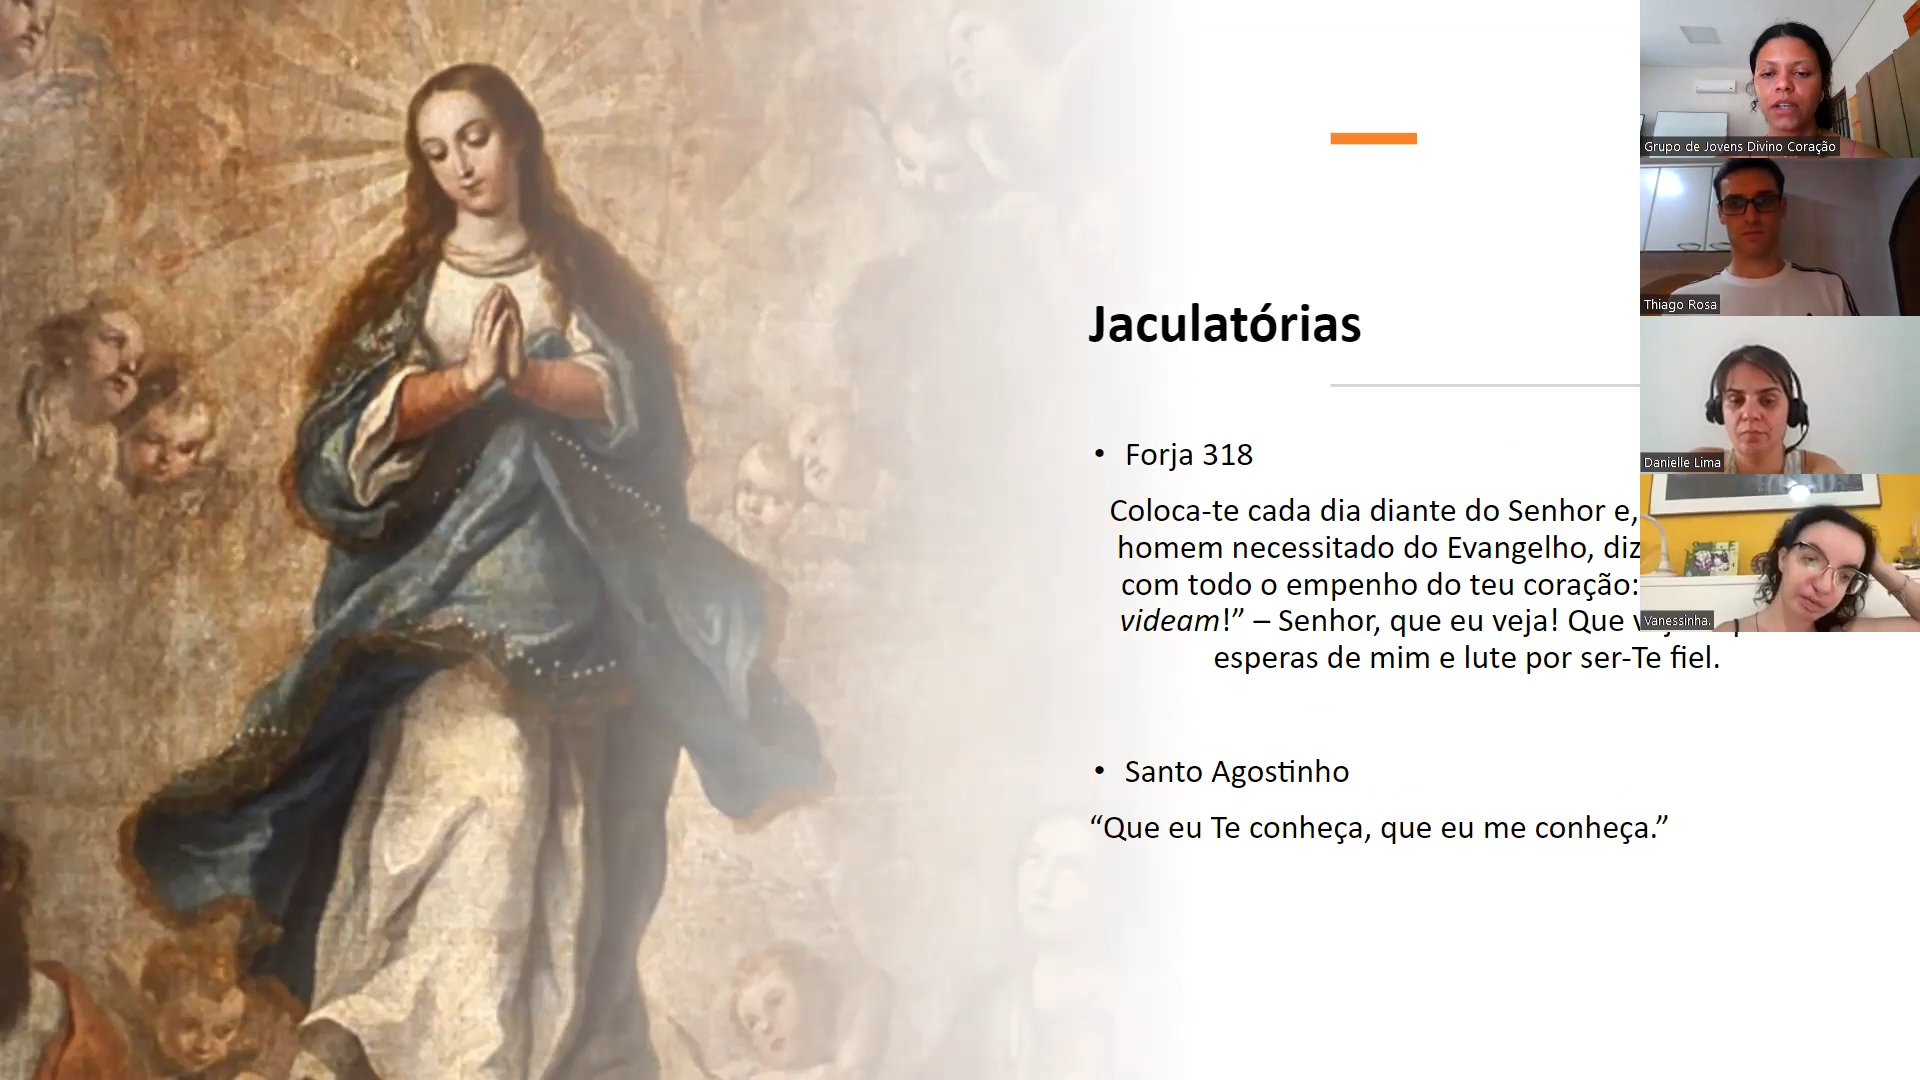 Jaculatórias
• Forja 318
Coloca-te cada dia diante do Senhor e,
homem necessitado do Evangelho, diz
com todo o empenho do teu coração:
videam!” – Senhor, que eu veja! Que
esperas de mim e lute por ser-Te fiel.
• Santo Agostinho
“Que eu Te conheça, que eu me conheça.”
Grupo de Jovens Divino Coração
Thiago Rosa
Danielle Lima
Vanessinha.